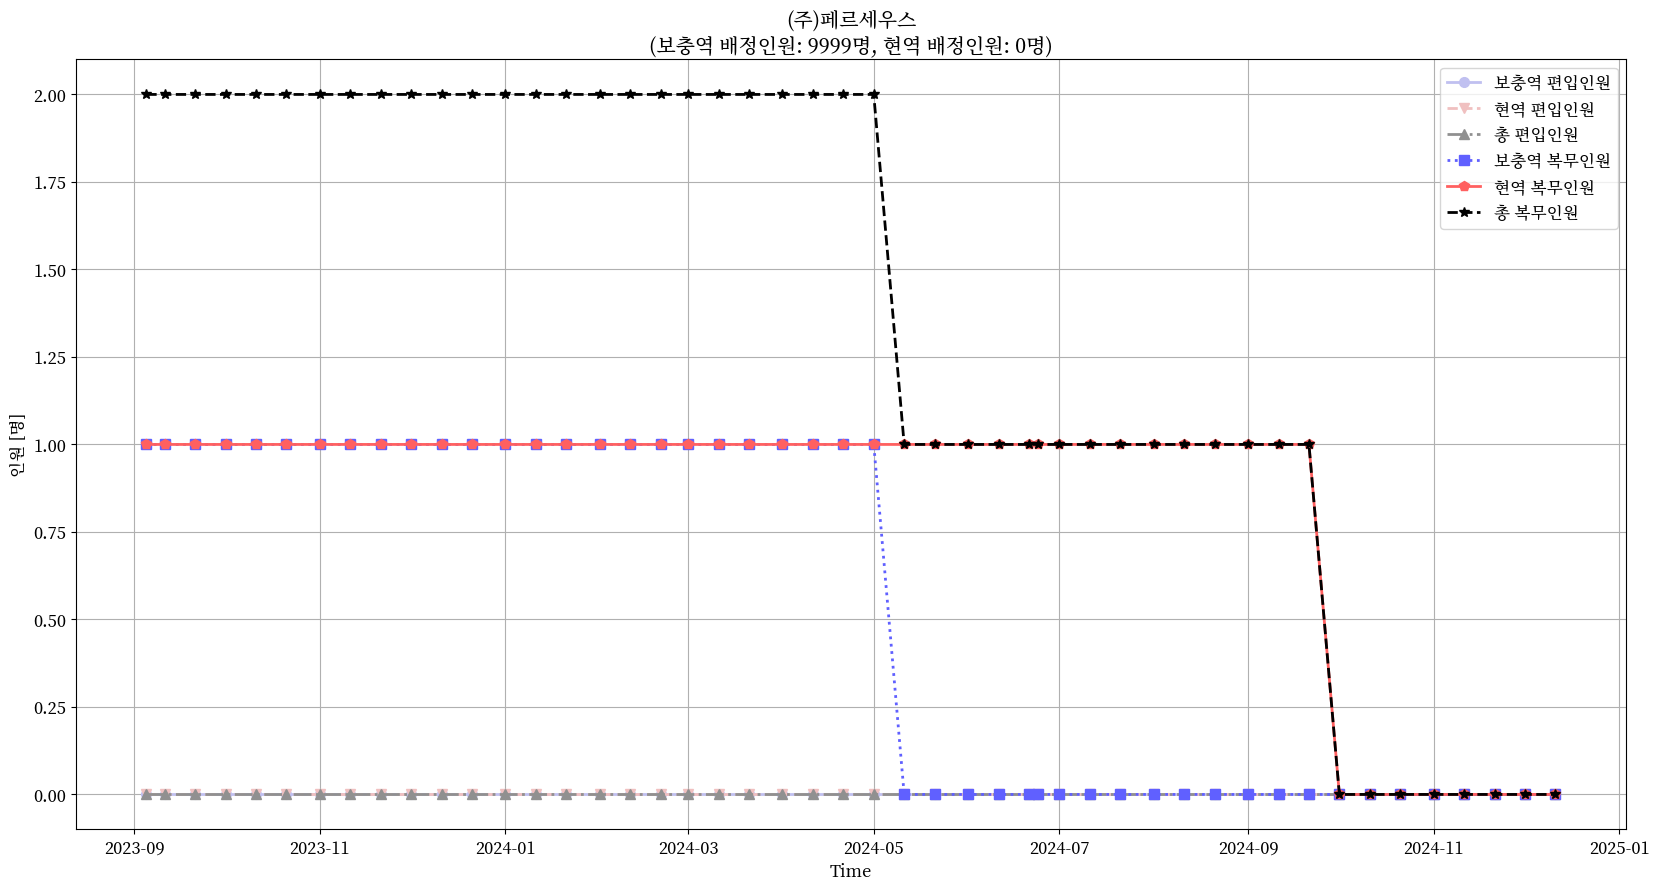 (주)페르세우스
(보충역 배정인원: 9999명, 현역 배정인원: 0명)
보충역 편입인원
현역 편입인원
총 편입인원
보충역 복무인원
현역 복무인원
총 복무인원
인원 [명]
2.00
1.75
1.50
1.25
1.00
0.75
0.50
0.25
0.00
2023-09
2023-11
2024-01
2024-03
2024-05
2024-07
2024-09
2024-11
2025-01
Time